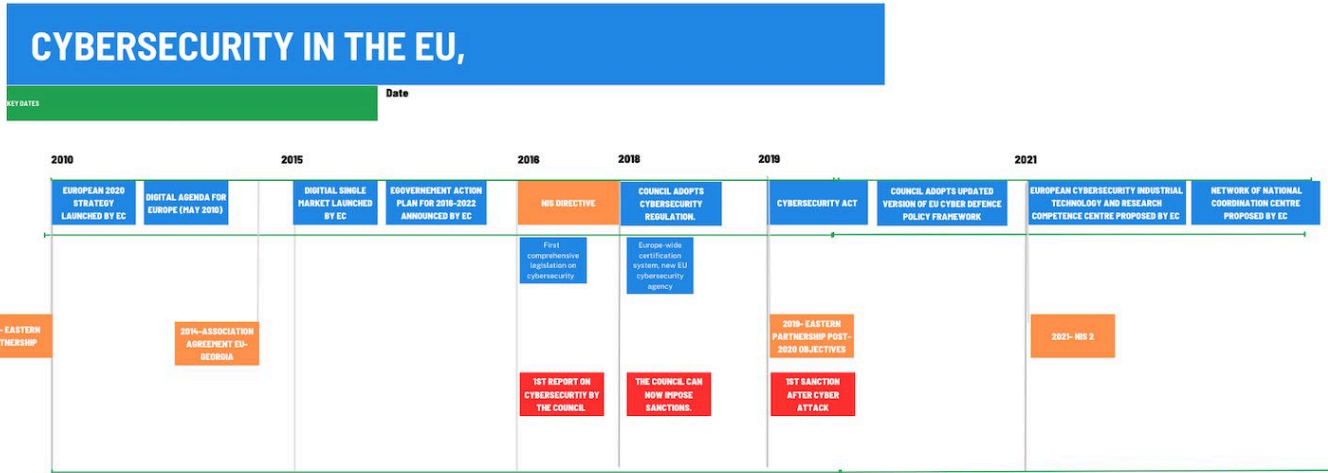 CYBERSECURITY IN THE EU,
KEY DATES
Date
2010
2015
2016
2018
2019
2021
EUROPEAN 2020
STRATEGY
LAUNCHED BY EC
DIGITAL AGENDA FOR
EUROPE (MAY 2010)
DIGITIAL SINGLE
MARKET LAUNCHED
BY EC
EGOVERNEMENT ACTION
PLAN FOR 2016-2022
ANNOUNCED BY EC
NIS DIRECTIVE
COUNCIL ADOPTS
CYBERSECURITY
REGULATION.
CYBERSECURITY ACT
COUNCIL ADOPTS UPDATED
VERSION OF EU CYBER DEFENCE
POLICY FRAMEWORK
EUROPEAN CYBERSECURITY INDUSTRIAL
TECHNOLOGY AND RESEARCH
COMPETENCE CENTRE PROPOSED BY EC
NETWORK OF NATIONAL
COORDINATION CENTRE
PROPOSED BY EC
First
comprehensive
legislation on
cybersecurity
Europe-wide
certification
system, new EU
cybersecurity
agency
- EASTERN
TNERSHIP
2014-ASSOCIATION
AGREEMENT EU-
GEORGIA
2019- EASTERN
PARTNERSHIP POST-
2020 OBJECTIVES
2021- NIS 2
1ST REPORT ON
CYBERSECURTIY BY
THE COUNCIL
THE COUNCIL CAN
NOW IMPOSE
SANCTIONS.
1ST SANCTION
AFTER CYBER
ATTACK